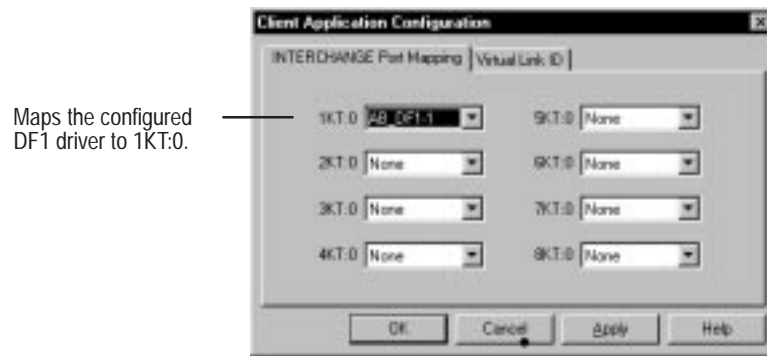 Client Application Configuration
INTERCHANGE Port Mapping
Virtual Link ID
Maps the configured
DF1 driver to 1KT:0.
1KT:0 AB_DF1-1
5KT:0 None
2KT:0 None
6KT:0 None
3KT:0 None
7KT:0 None
4KT:0 None
8KT:0 None
OK
Cancel
Apply
Help